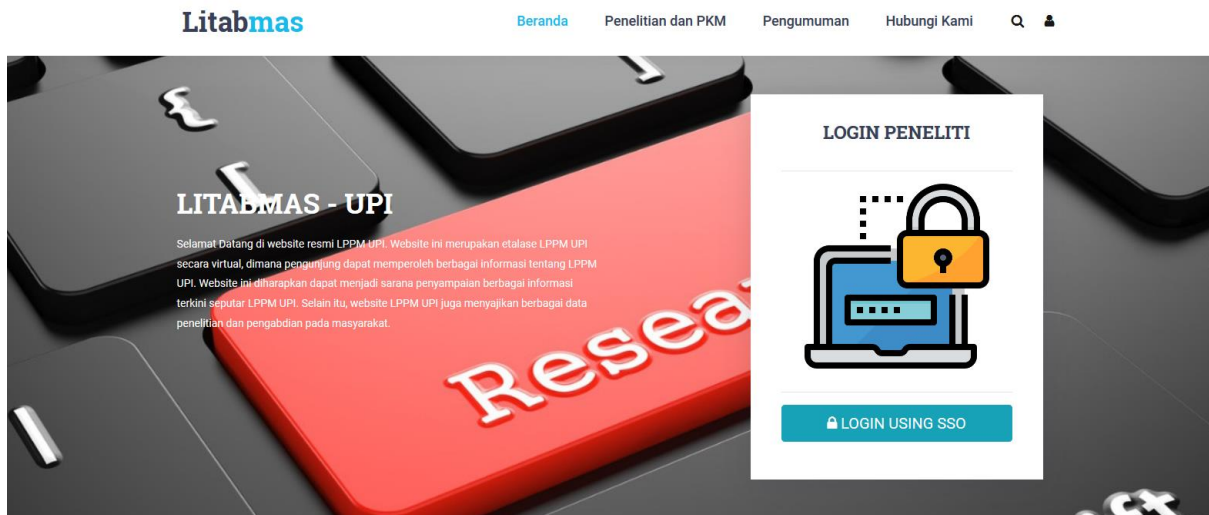 Litabmas
Beranda
Penelitian dan PKM
Pengumuman
Hubungi Kami
LOGIN PENELITI
LITABMAS - UPI
Selamat Datang di website resmi LPPM UPI. Website ini merupakan etalase LPPM UPI
secara virtual, dimana pengunjung dapat memperoleh berbagai informasi tentang LPPM
UPI. Website ini diharapkan dapat menjadi sarana penyampaian berbagai informasi
terkini seputar LPPM UPI. Selain itu, website LPPM UPI juga menyajikan berbagai data
penelitian dan pengabdian pada masyarakat.
{
[
]
Resea
LOGIN USING SSO